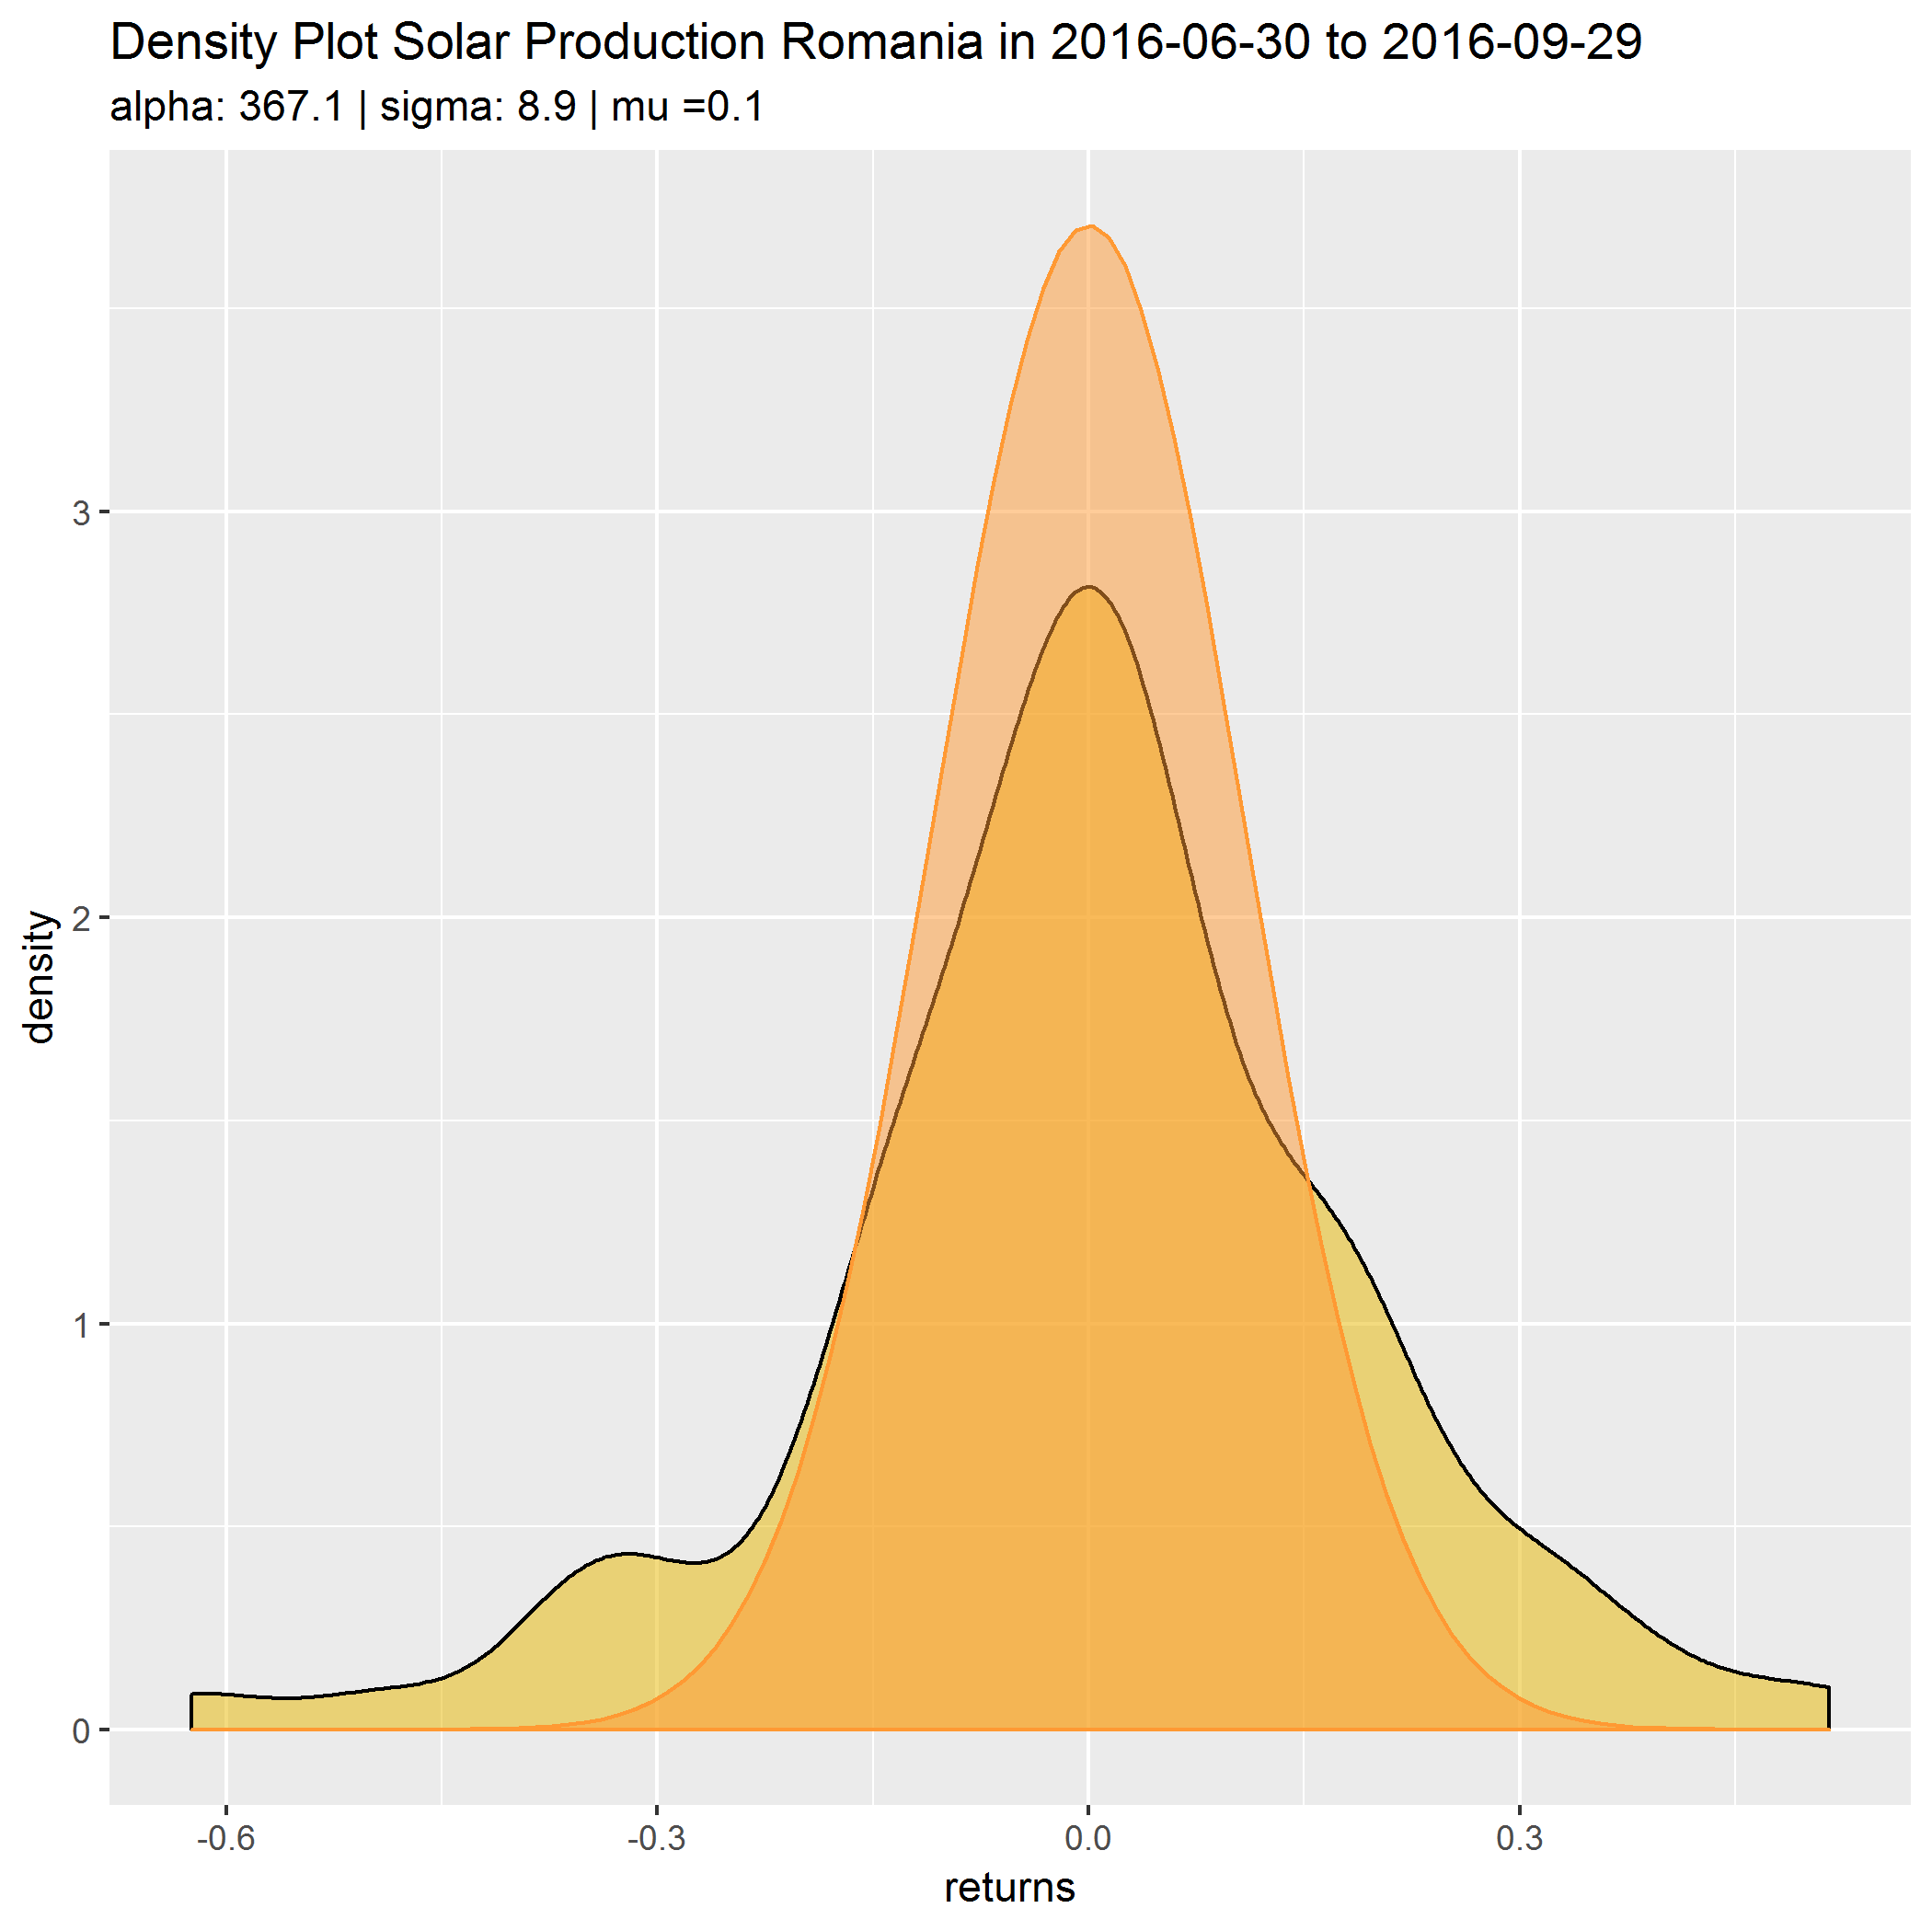 Density Plot Solar Production Romania in 2016-06-30 to 2016-09-29
alpha: 367.1 | sigma: 8.9 | mu =0.1
density
3
2
1
0
-0.6
-0.3
0.0
0.3
returns